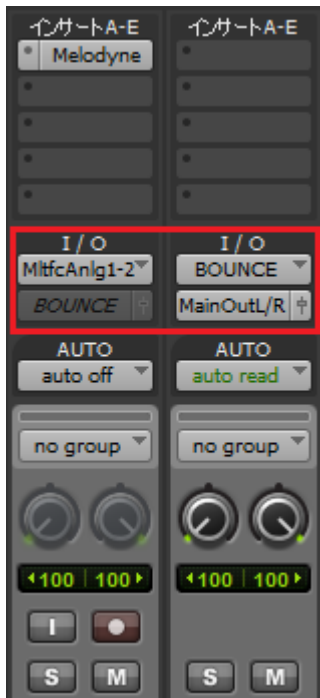 インサートA-E インサートA-E
Melodyne
I / O I / O
MltfcAnlg1-2 BOUNCE
BOUNCE MainOutL/R
AUTO AUTO
auto off auto read
no group no group
100 100 100 100
I
S M S M